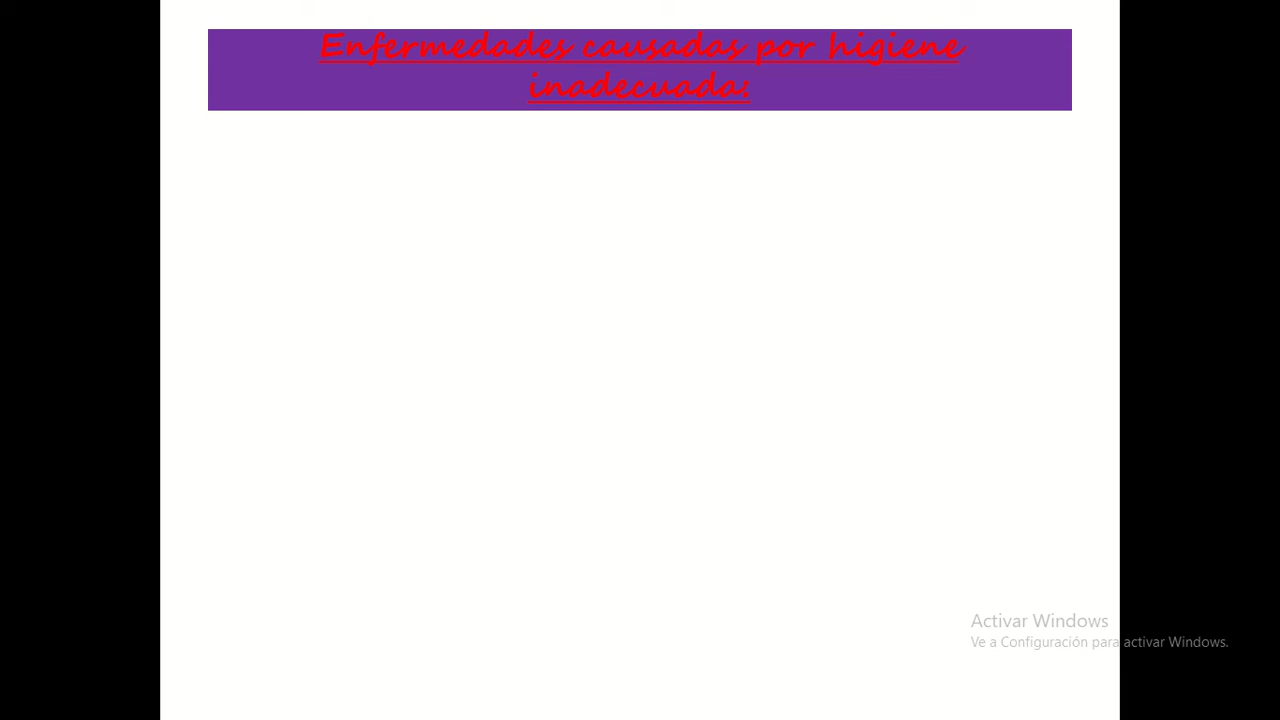 Enfermedades causadas por higiene
inadecuada:
Activar Windows
Ve a Configuración para activar Windows.